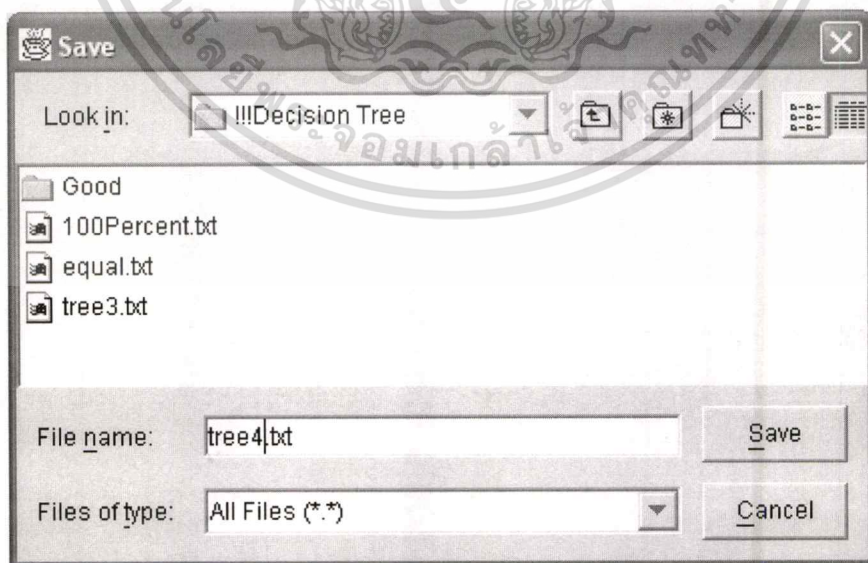 Save
Look in:
!!!Decision Tree
Good
100Percent.txt
equal.txt
tree3.txt
File name:
tree4.txt
Save
Files of type:
All Files (*.*)
Cancel